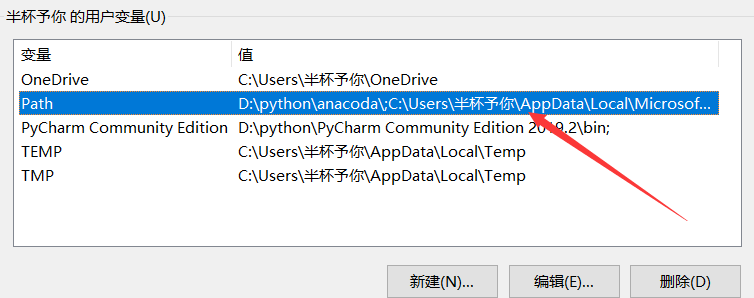 半杯予你 的用户变量(U)
变量 值
OneDrive C:\Users\半杯予你\OneDrive
Path D:\python\anacoda\;C:\Users\半杯予你\AppData\Local\Microsof...
PyCharm Community Edition D:\python\PyCharm Community Edition 2019.2\bin;
TEMP C:\Users\半杯予你\AppData\Local\Temp
TMP C:\Users\半杯予你\AppData\Local\Temp
新建(N)... 编辑(E)... 删除(D)